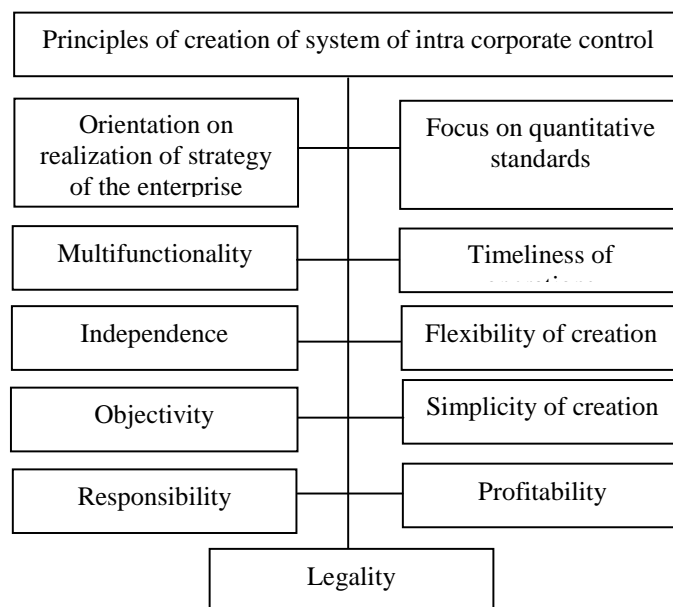 Principles of creation of system of intra corporate control
Orientation on
realization of strategy
of the enterprise
Focus on quantitative
standards
Multifunctionality
Timeliness of
Independence
Flexibility of creation
Objectivity
Simplicity of creation
Responsibility
Profitability
Legality